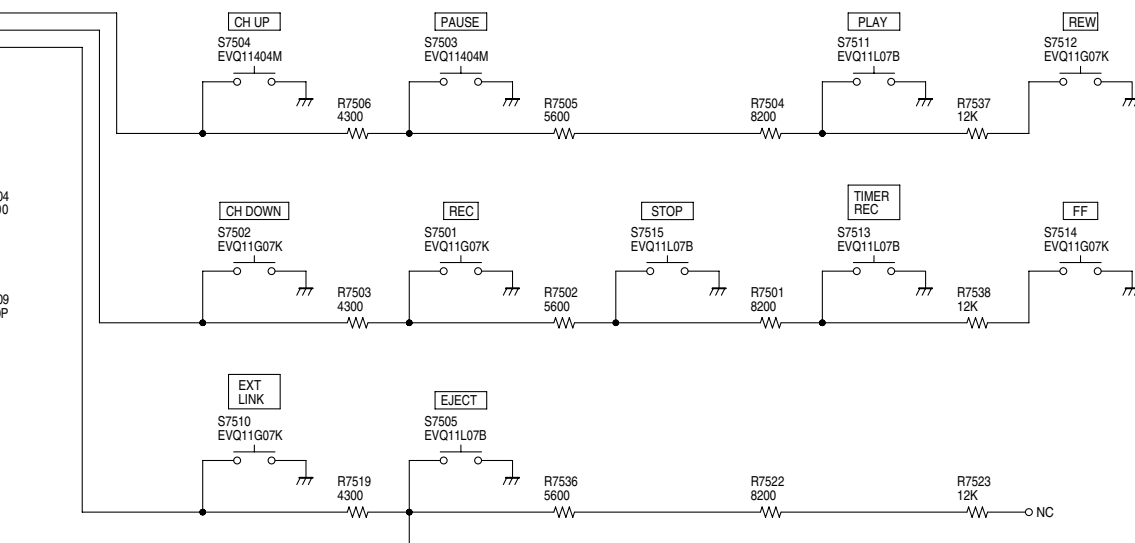 CH UP
PAUSE
PLAY
REW
S7504
EVQ11404M
S7503
EVQ11404M
S7511
EVQ11L07B
S7512
EVQ11G07K
R7506
4300
R7505
5600
R7504
8200
R7537
12K
04
CH DOWN
REC
STOP
TIMER
REC
FF
S7502
EVQ11G07K
S7501
EVQ11G07K
S7515
EVQ11L07B
S7513
EVQ11L07B
S7514
EVQ11G07K
R7503
4300
R7502
5600
R7501
8200
R7538
12K
09
EXT
LINK
EJECT
S7510
EVQ11G07K
S7505
EVQ11L07B
R7519
4300
R7536
5600
R7522
8200
R7523
12K
NC